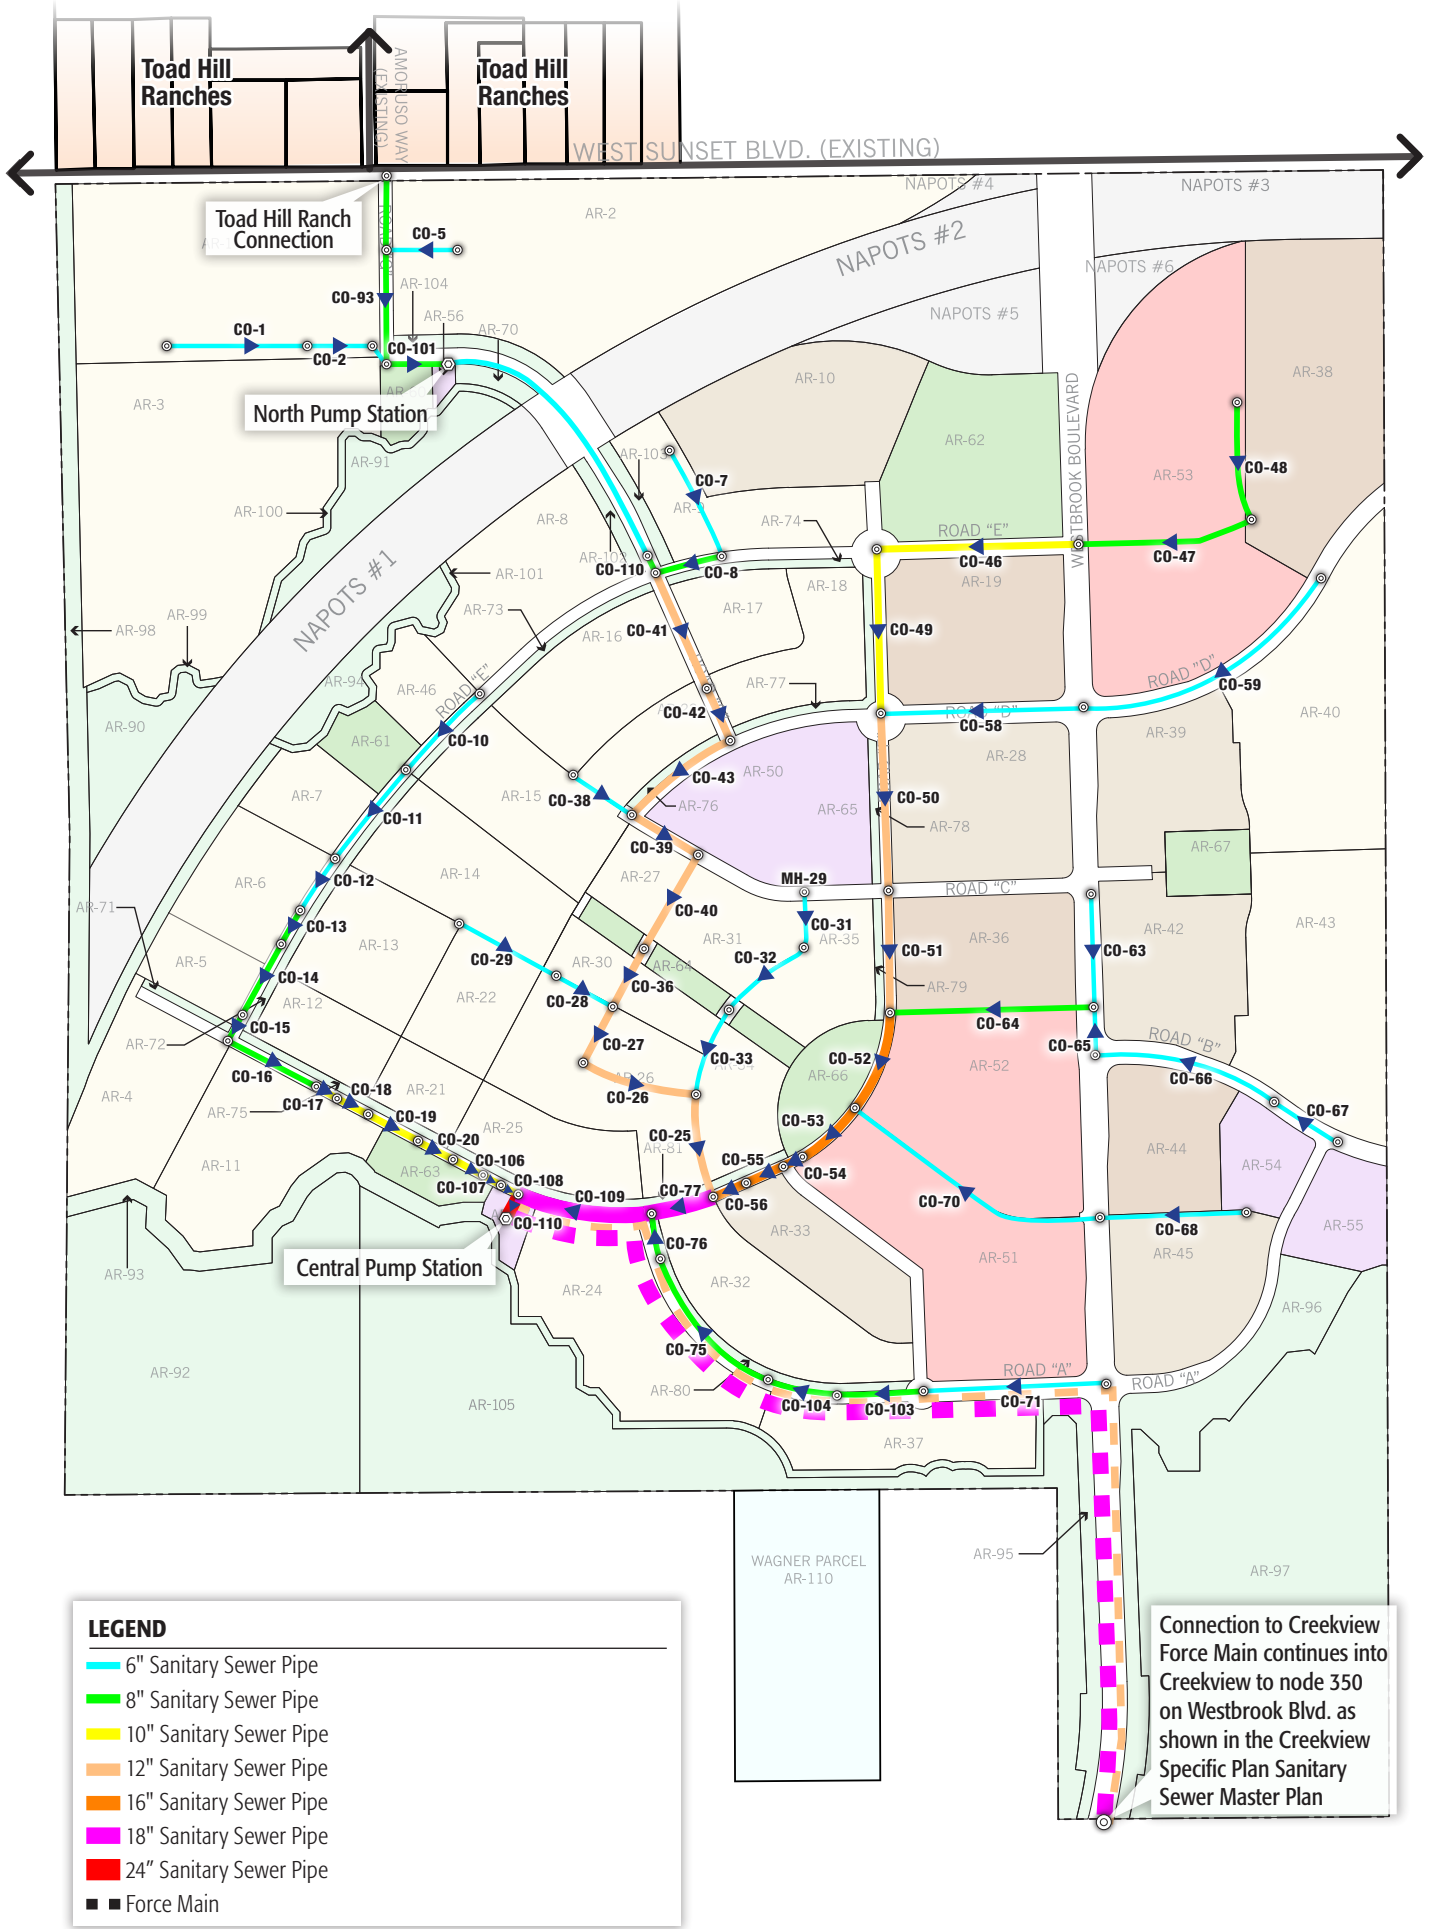 Toad Hill
Ranches
AMORUSO WAY
(EXISTING)
Toad Hill
Ranches
WEST SUNSET BLVD. (EXISTING)
NAPOTS #4
NAPOTS #3
Toad Hill Ranch
Connection
AR-2
CO-5
NAPOTS #2
NAPOTS #6
AR-104
CO-93
AR-56
AR-70
NAPOTS #5
CO-1
CO-2
CO-101
AR-10
AR-38
AR-3
North Pump Station
WESTBROOK BOULEVARD
AR-62
AR-103
AR-91
CO-7
AR-53
CO-48
AR-100
AR-9
AR-8
AR-74
ROAD "E"
AR-102
CO-110
CO-8
CO-46
CO-47
NAPOTS #1
AR-101
AR-19
AR-18
AR-73
AR-17
AR-99
AR-98
AR-16
CO-41
CO-49
AR-94
AR-46
ROAD "E"
AR-77
ROAD "D"
CO-59
CO-42
ROAD "D"
CO-58
AR-90
AR-61
CO-10
AR-40
AR-39
AR-28
AR-50
CO-43
AR-7
AR-15
CO-38
AR-76
AR-65
CO-50
CO-11
AR-78
CO-39
AR-67
AR-6
CO-12
AR-14
AR-27
MH-29
ROAD "C"
AR-71
CO-40
CO-13
CO-31
AR-43
AR-42
AR-13
AR-31
AR-35
AR-36
CO-51
CO-63
AR-5
CO-29
CO-32
AR-30
AR-64
CO-14
AR-12
AR-22
CO-28
CO-36
AR-79
CO-15
CO-64
AR-72
CO-27
CO-33
CO-52
CO-65
ROAD "B"
AR-52
CO-16
AR-66
CO-66
AR-4
AR-75
CO-17
CO-18
AR-21
AR-26
CO-26
CO-67
CO-19
CO-53
AR-25
CO-25
CO-20
AR-81
AR-44
AR-11
AR-63
CO-106
CO-55
CO-54
AR-54
CO-107
CO-108
CO-77
CO-56
CO-70
CO-109
CO-110
CO-68
AR-55
AR-33
CO-76
AR-51
AR-45
Central Pump Station
AR-93
AR-24
AR-32
AR-96
CO-75
AR-92
AR-80
ROAD "A"
ROAD "A"
AR-105
CO-104
CO-103
CO-71
AR-37
WAGNER PARCEL
AR-110
AR-95
AR-97
Connection to Creekview
Force Main continues into
Creekview to node 350
on Westbrook Blvd. as
shown in the Creekview
Specific Plan Sanitary
Sewer Master Plan
LEGEND
6" Sanitary Sewer Pipe
8" Sanitary Sewer Pipe
10" Sanitary Sewer Pipe
12" Sanitary Sewer Pipe
16" Sanitary Sewer Pipe
18" Sanitary Sewer Pipe
24" Sanitary Sewer Pipe
Force Main